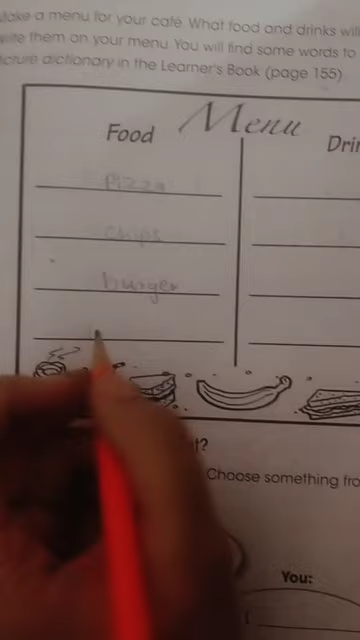 Make a menu for your café. What food and drinks will
write them on your menu. You will find some words to
picture dictionary in the Learner's Book (page 155)
Menu
Food
pizza
chips
burger
Choose something fro
You: